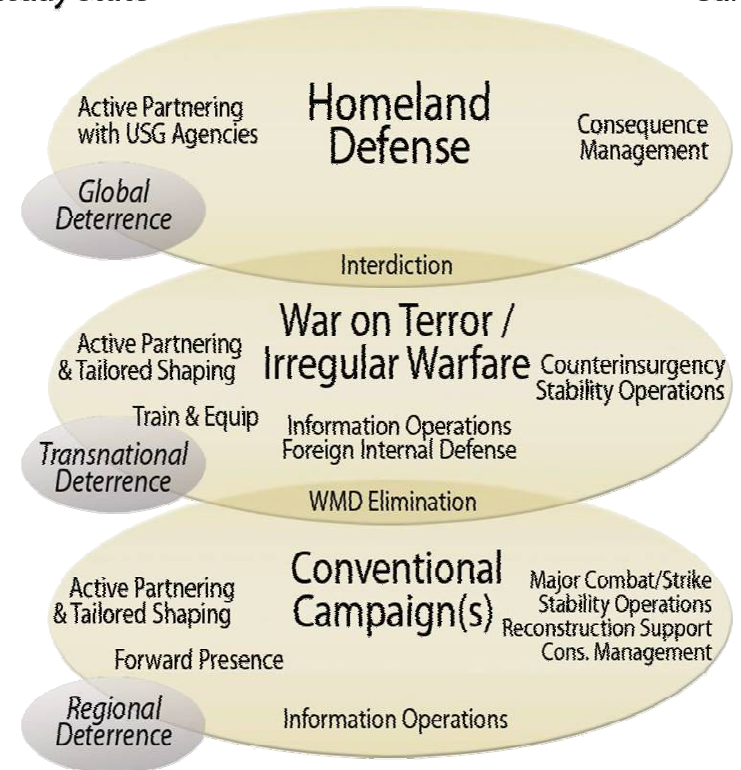 Homeland
Defense
Active Partnering
with USG Agencies
Consequence
Management
Global
Deterrence
Interdiction
War on Terror /
Irregular Warfare
Active Partnering
& Tailored Shaping
Counterinsurgency
Stability Operations
Train & Equip
Information Operations
Foreign Internal Defense
Transnational
Deterrence
WMD Elimination
Conventional
Campaign(s)
Active Partnering
& Tailored Shaping
Major Combat/Strike
Stability Operations
Reconstruction Support
Cons. Management
Forward Presence
Regional
Deterrence
Information Operations